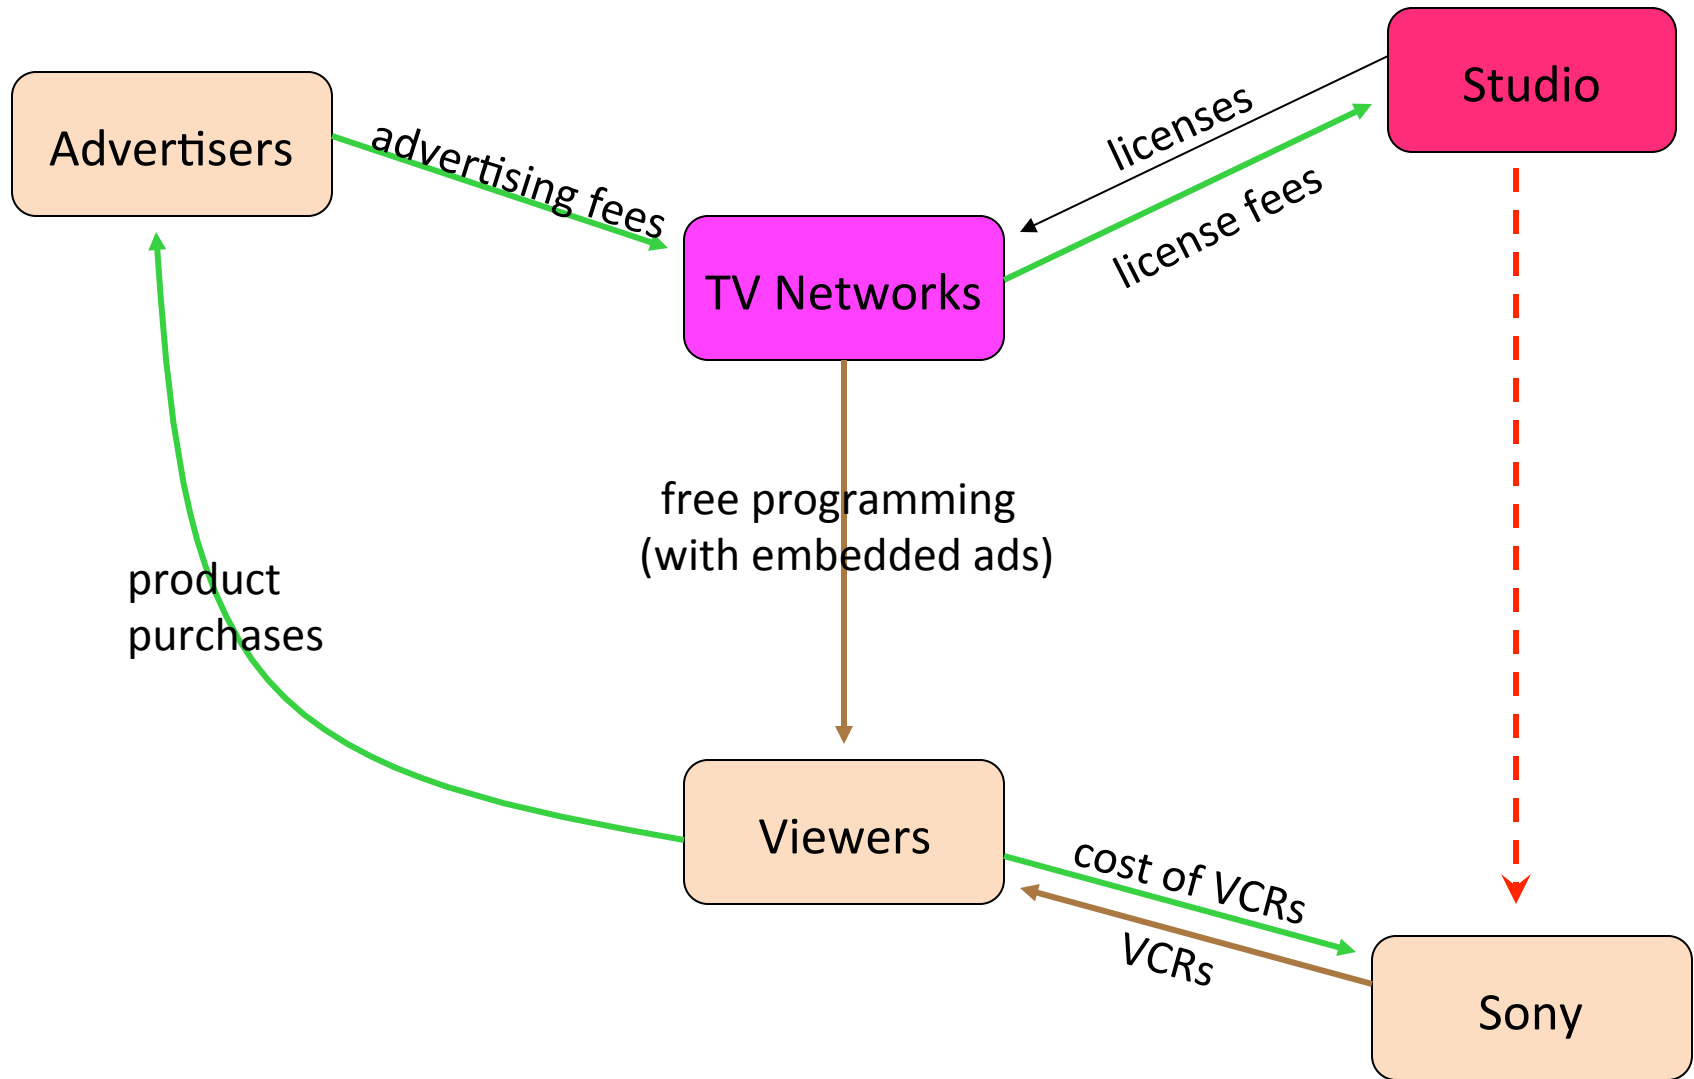 Studio
Advertisers
advertising fees
licenses
license fees
TV Networks
free programming
(with embedded ads)
product
purchases
Viewers
cost of VCRs
VCRs
Sony